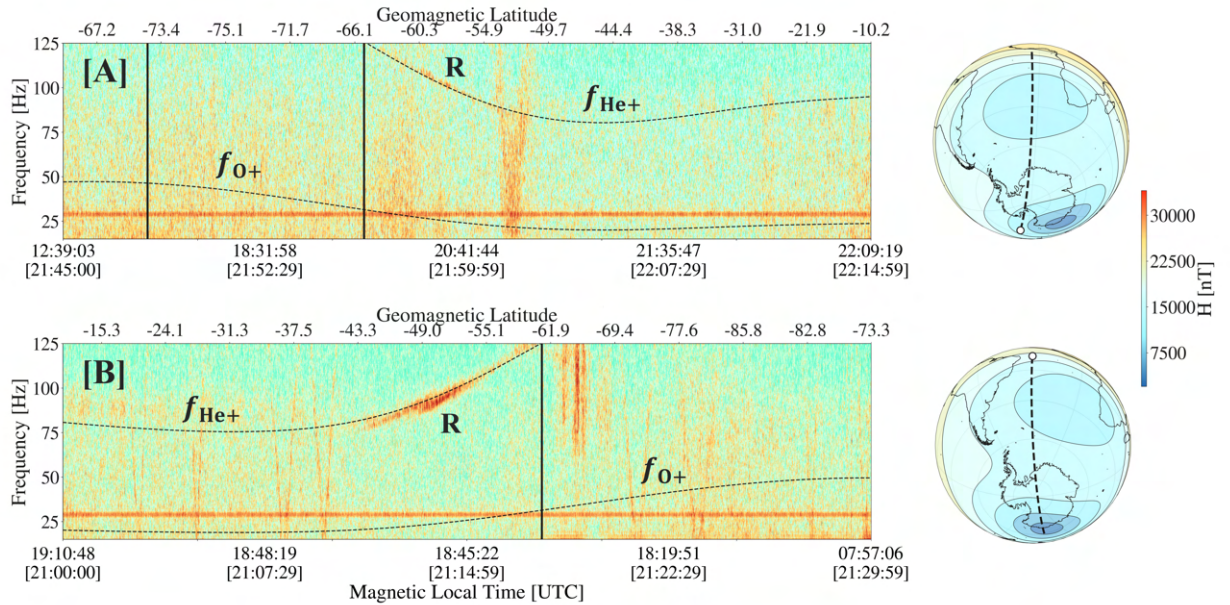 Geomagnetic Latitude
-67.2 -73.4 -75.1 -71.7 -66.1 -60.3 -54.9 -49.7 -44.4 -38.3 -31.0 -21.9 -10.2
[A]
R
fHe+
fO+
Frequency [Hz]
125
100
75
50
25
12:39:03 18:31:58 20:41:44 21:35:47 22:09:19
[21:45:00] [21:52:29] [21:59:59] [22:07:29] [22:14:59]
Geomagnetic Latitude
-15.3 -24.1 -31.3 -37.5 -43.3 -49.0 -55.1 -61.9 -69.4 -77.6 -85.8 -82.8 -73.3
[B]
fHe+
R
fO+
Frequency [Hz]
125
100
75
50
25
19:10:48 18:48:19 18:45:22 18:19:51 07:57:06
[21:00:00] [21:07:29] [21:14:59] [21:22:29] [21:29:59]
Magnetic Local Time [UTC]
30000
22500
15000
7500
H [nT]